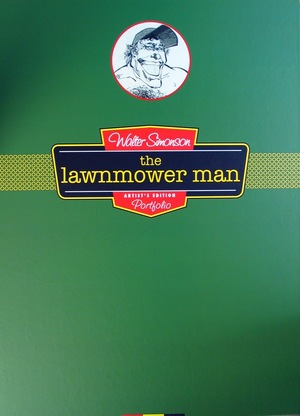 Walter Simonson
the
lawnmower man
ARTIST'S EDITION
Portfolio